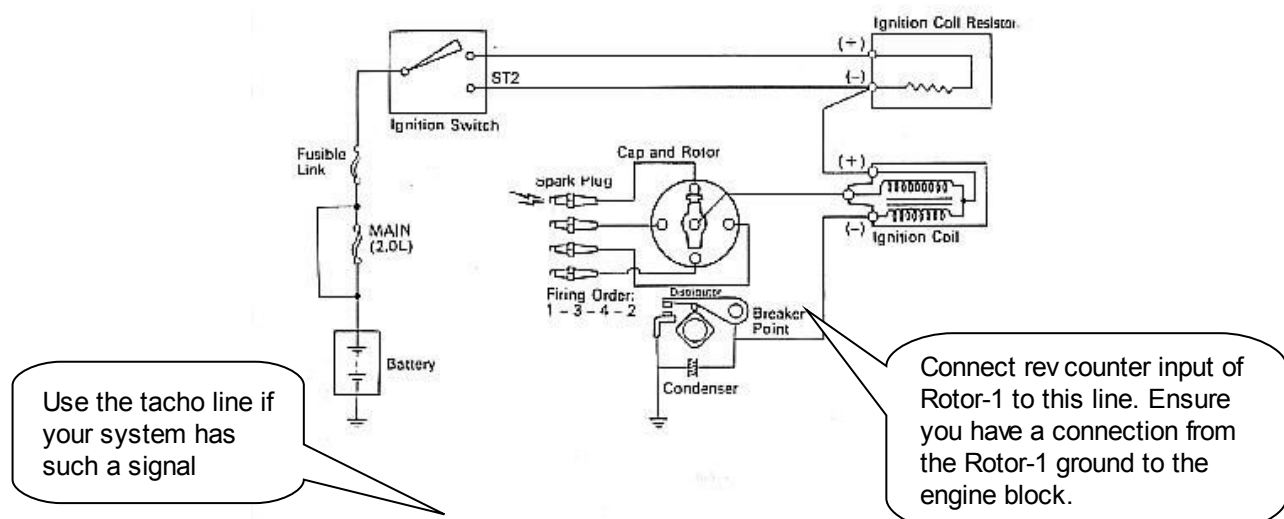 Ignition Coil Resistor
(+)
(-)
ST2
Ignition Switch
Fusible
Link
Cap and Rotor
Spark Plug
(+)
MAIN
(2.0L)
(-)
Ignition Coil
Firing Order:
1 - 3 - 4 - 2
Distributor
Breaker
Point
Battery
Condenser
Use the tacho line if
your system has
such a signal
Connect rev counter input of
Rotor-1 to this line. Ensure
you have a connection from
the Rotor-1 ground to the
engine block.